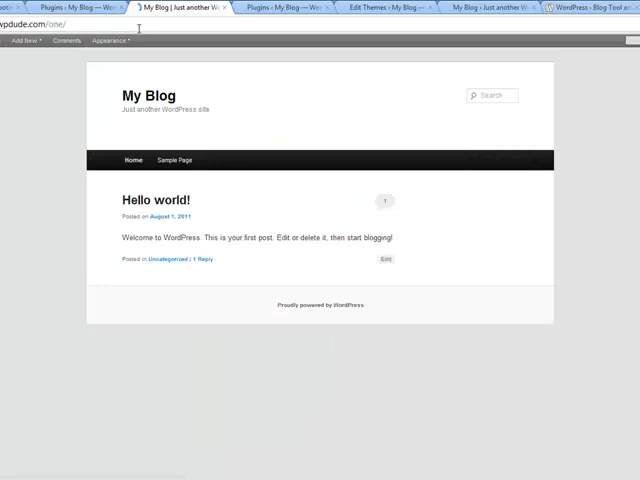 Plugins ‹ My Blog — Wor
My Blog | Just another W
Plugins ‹ My Blog — Wor
Edit Themes ‹ My Blog —
My Blog › Just another W
WordPress › Blog Tool an
wpdude.com/one/
Add New
Comments
Appearance
My Blog
Just another WordPress site
Search
Home
Sample Page
Hello world!
1
Posted on August 1, 2011
Welcome to WordPress. This is your first post. Edit or delete it, then start blogging!
Posted in Uncategorized | 1 Reply
Edit
Proudly powered by WordPress